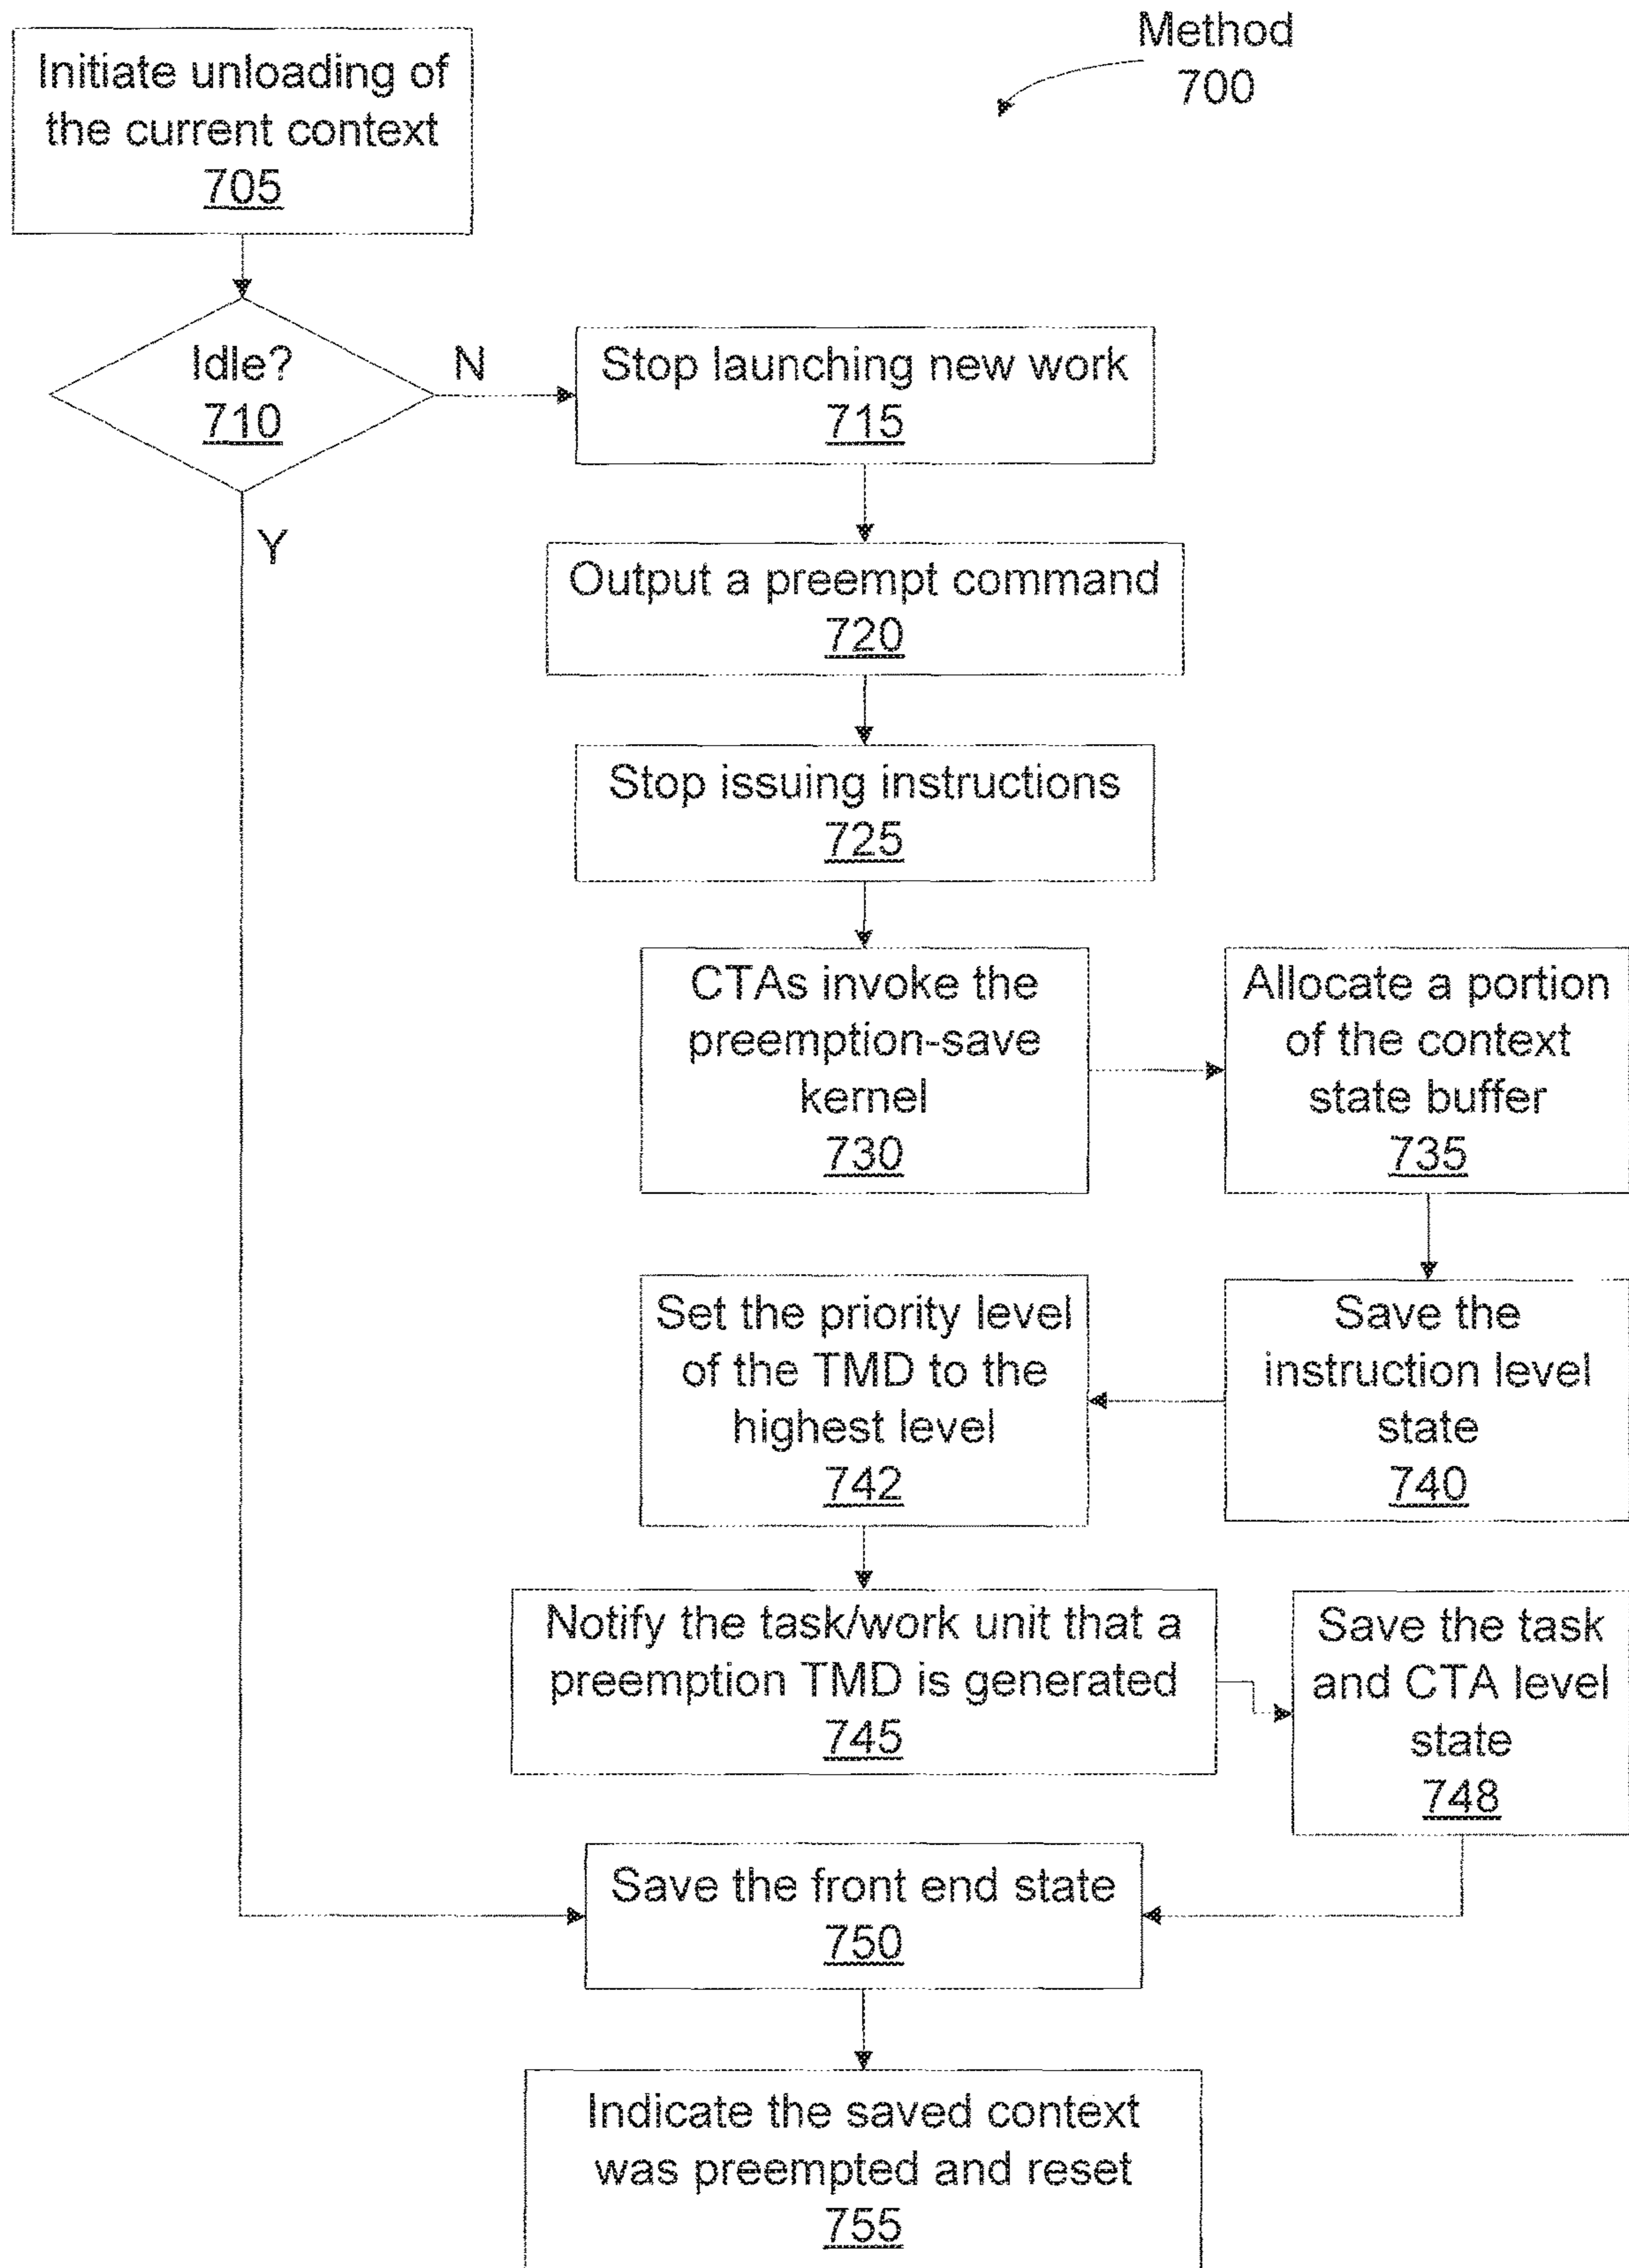 Method
700
Initiate unloading of
the current context
705
Idle?
710
N
Y
Stop launching new work
715
Output a preempt command
720
Stop issuing instructions
725
CTAs invoke the
preemption-save
kernel
730
Allocate a portion
of the context
state buffer
735
Save the
instruction level
state
740
Set the priority level
of the TMD to the
highest level
742
Notify the task/work unit that a
preemption TMD is generated
745
Save the task
and CTA level
state
748
Save the front end state
750
Indicate the saved context
was preempted and reset
755